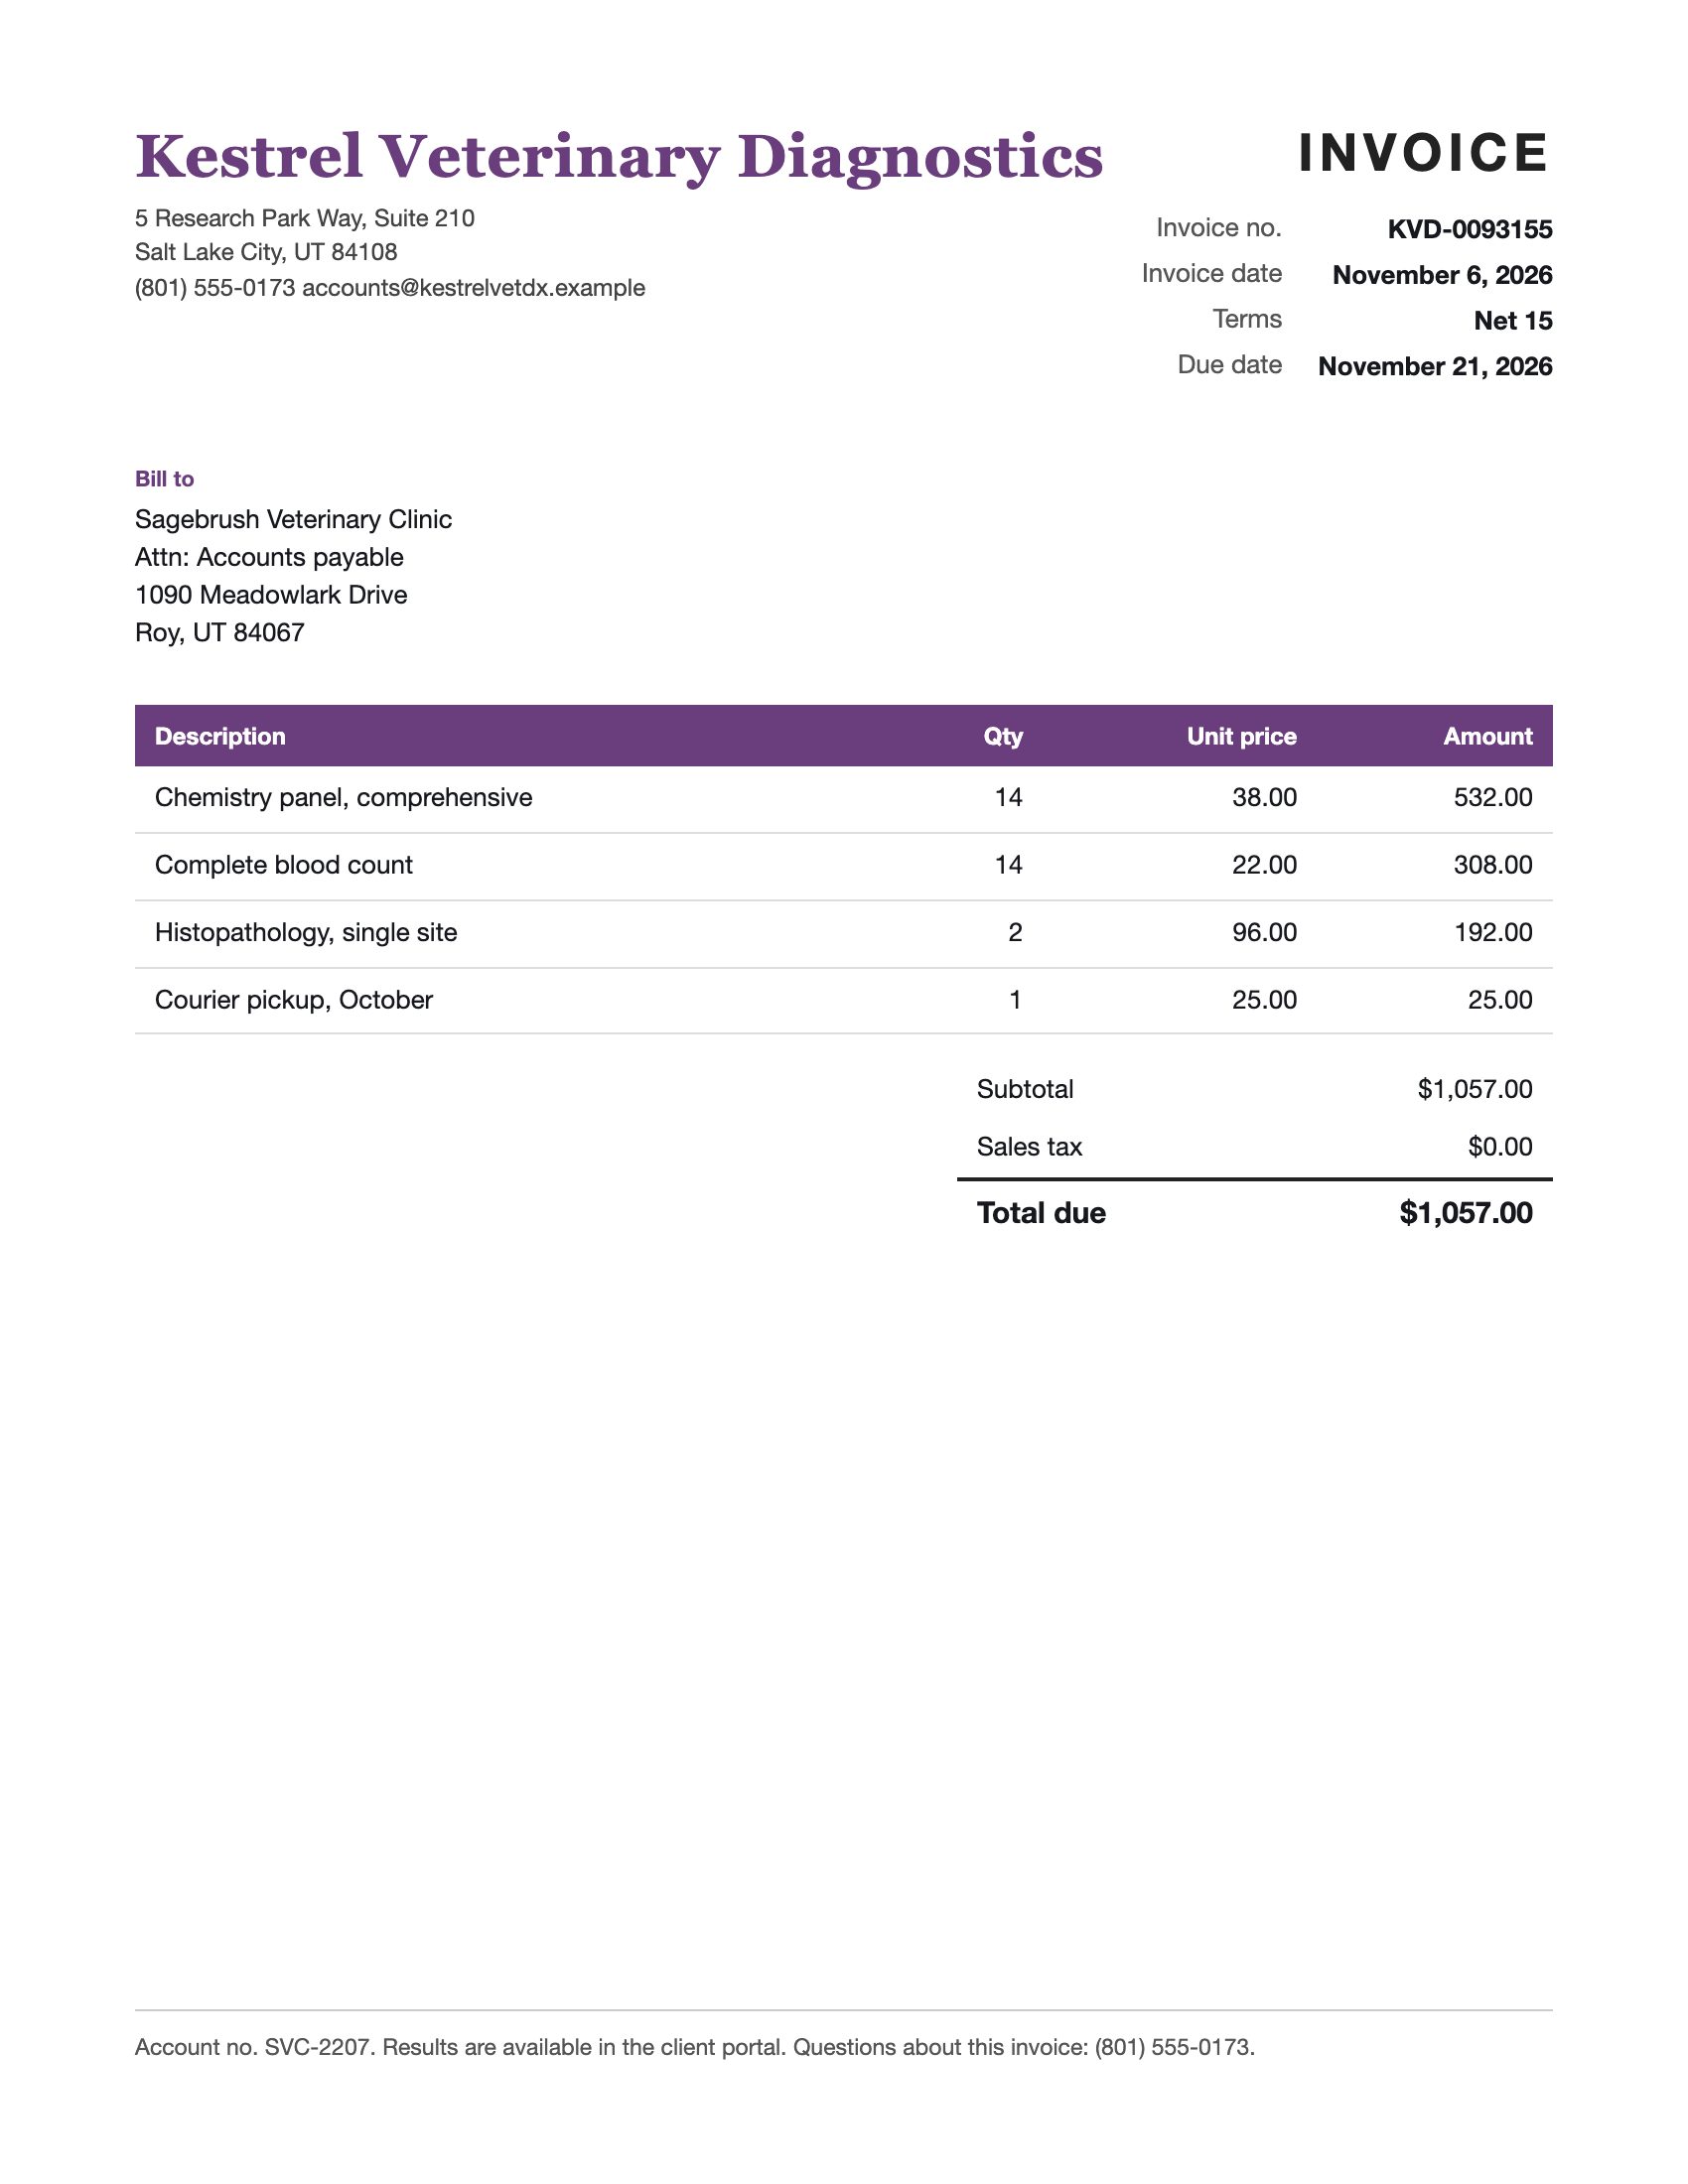 Kestrel Veterinary Diagnostics
5 Research Park Way, Suite 210
Salt Lake City, UT 84108
(801) 555-0173 accounts@kestrelvetdx.example
INVOICE
Invoice no. KVD-0093155
Invoice date November 6, 2026
Terms Net 15
Due date November 21, 2026
Bill to
Sagebrush Veterinary Clinic
Attn: Accounts payable
1090 Meadowlark Drive
Roy, UT 84067
Description Qty Unit price Amount
Chemistry panel, comprehensive 14 38.00 532.00
Complete blood count 14 22.00 308.00
Histopathology, single site 2 96.00 192.00
Courier pickup, October 1 25.00 25.00
Subtotal $1,057.00
Sales tax $0.00
Total due $1,057.00
Account no. SVC-2207. Results are available in the client portal. Questions about this invoice: (801) 555-0173.